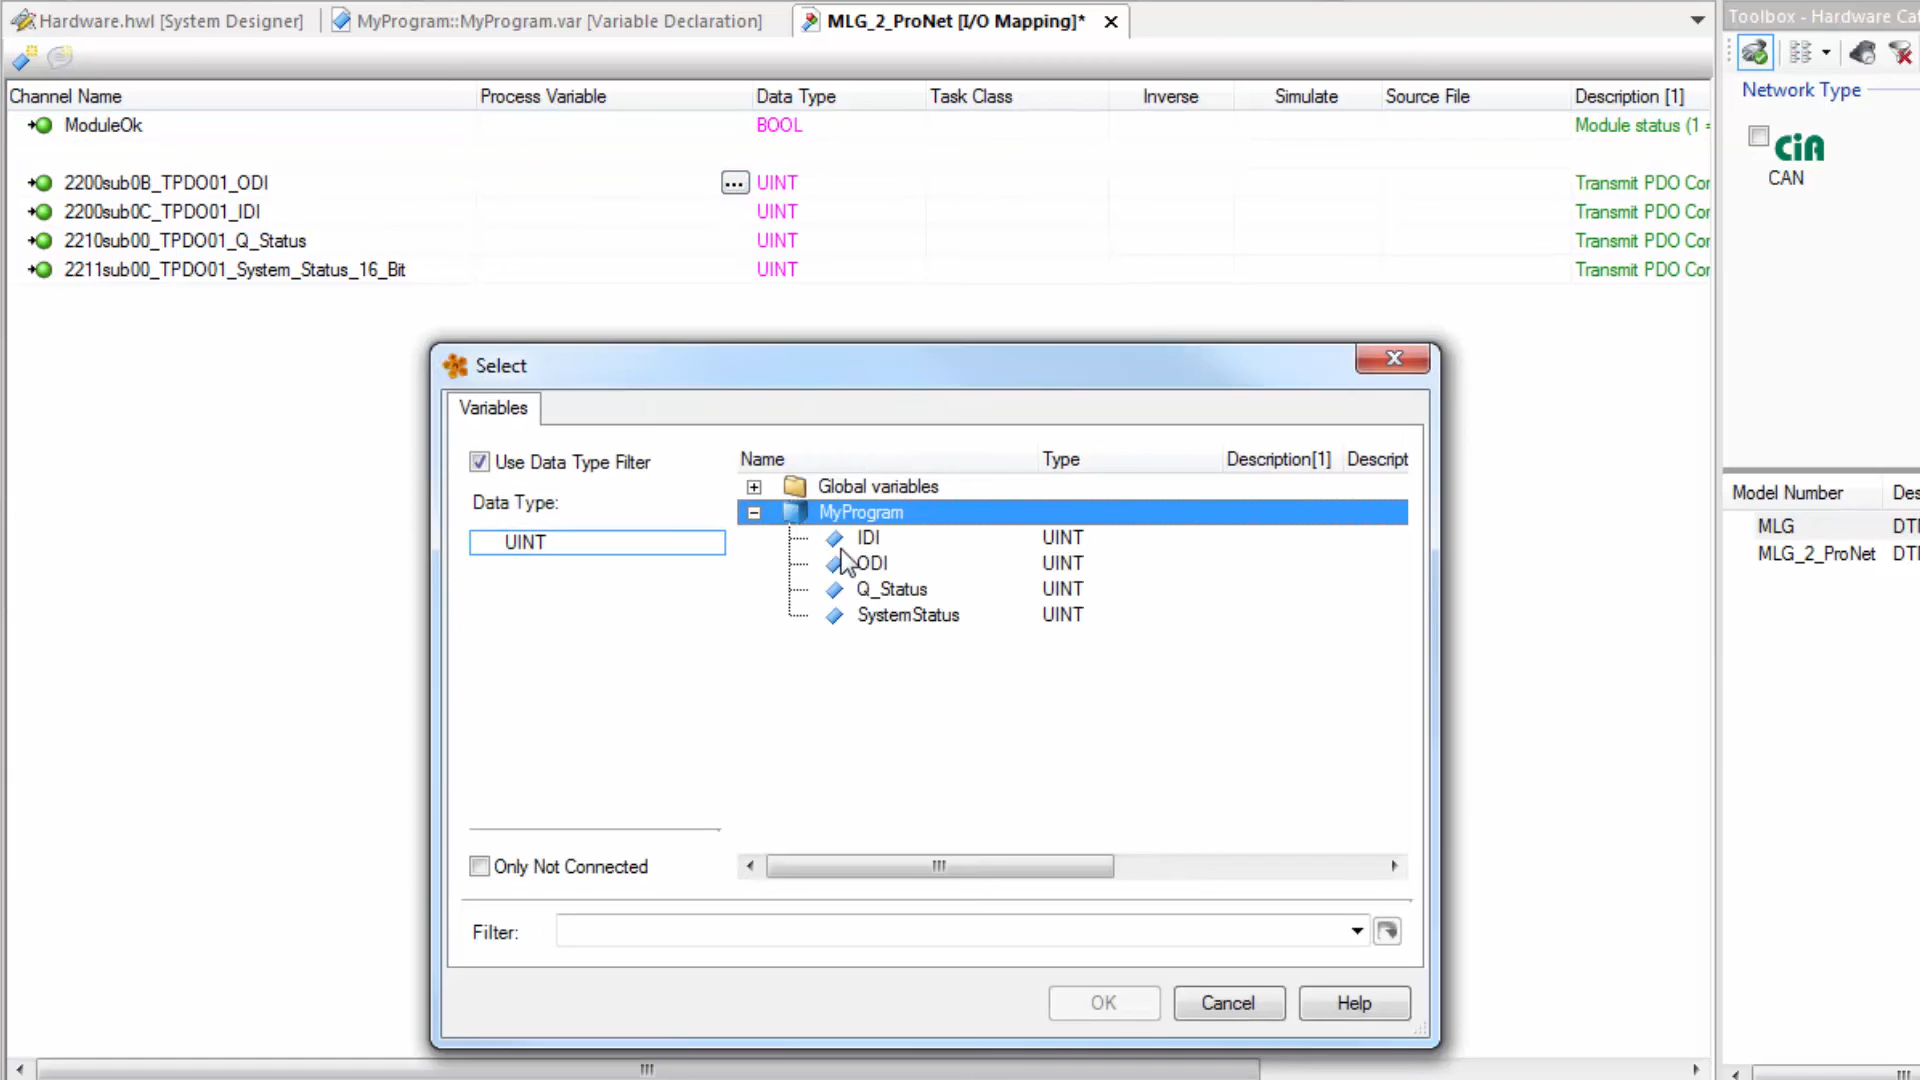 Hardware.hwl [System Designer]
MyProgram::MyProgram.var [Variable Declaration]
MLG_2_ProNet [I/O Mapping]*
Toolbox - Hardware Cat
Channel Name Process Variable Data Type Task Class Inverse Simulate Source File Description [1]
ModuleOk BOOL Module status (1 =
2200sub0B_TPDO01_ODI ... UINT Transmit PDO Cor
2200sub0C_TPDO01_IDI UINT Transmit PDO Cor
2210sub00_TPDO01_Q_Status UINT Transmit PDO Cor
2211sub00_TPDO01_System_Status_16_Bit UINT Transmit PDO Cor
Network Type
CiA
CAN
Model Number Des
MLG DTI
MLG_2_ProNet DTI
Select
Variables
Use Data Type Filter
Data Type:
UINT
Name Type Description[1] Descript
Global variables
MyProgram
IDI UINT
ODI UINT
Q_Status UINT
SystemStatus UINT
Only Not Connected
Filter:
OK Cancel Help